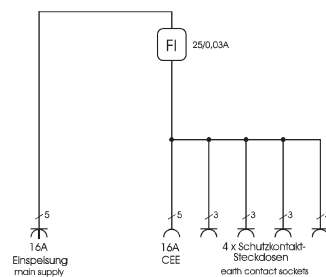 FI
25/0,03A
5
5
3
3
3
16A
Einspeisung
main supply
16A
CEE
4 x Schutzkontakt-
Steckdosen
earth contact sockets